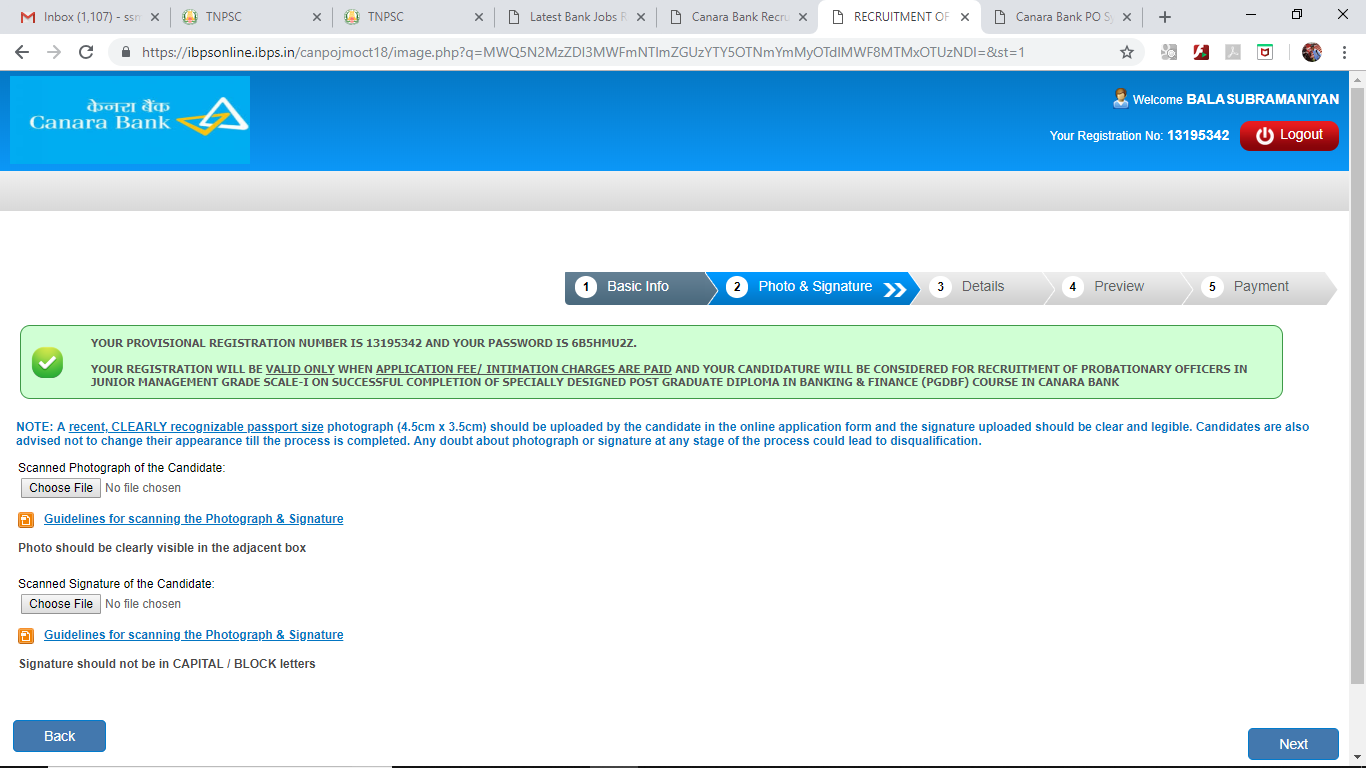 Inbox (1,107) - ssm
TNPSC
TNPSC
Latest Bank Jobs R
Canara Bank Recru
RECRUITMENT OF
Canara Bank PO Sy
https://ibpsonline.ibps.in/canpojmoct18/image.php?q=MWQ5N2MzZDI3MWFmNTlmZGUzYTY5OTNmYmMyOTdlMWF8MTMxOTUzNDI=&st=1
केनरा बैंक
Canara Bank
Welcome BALASUBRAMANIYAN
Your Registration No: 13195342
Logout
1 Basic Info
2 Photo & Signature
3 Details
4 Preview
5 Payment
YOUR PROVISIONAL REGISTRATION NUMBER IS 13195342 AND YOUR PASSWORD IS 6B5HMU2Z.
YOUR REGISTRATION WILL BE VALID ONLY WHEN APPLICATION FEE/ INTIMATION CHARGES ARE PAID AND YOUR CANDIDATURE WILL BE CONSIDERED FOR RECRUITMENT OF PROBATIONARY OFFICERS IN
JUNIOR MANAGEMENT GRADE SCALE-I ON SUCCESSFUL COMPLETION OF SPECIALLY DESIGNED POST GRADUATE DIPLOMA IN BANKING & FINANCE (PGDBF) COURSE IN CANARA BANK
NOTE: A recent, CLEARLY recognizable passport size photograph (4.5cm x 3.5cm) should be uploaded by the candidate in the online application form and the signature uploaded should be clear and legible. Candidates are also
advised not to change their appearance till the process is completed. Any doubt about photograph or signature at any stage of the process could lead to disqualification.
Scanned Photograph of the Candidate:
Choose File No file chosen
Guidelines for scanning the Photograph & Signature
Photo should be clearly visible in the adjacent box
Scanned Signature of the Candidate:
Choose File No file chosen
Guidelines for scanning the Photograph & Signature
Signature should not be in CAPITAL / BLOCK letters
Back
Next